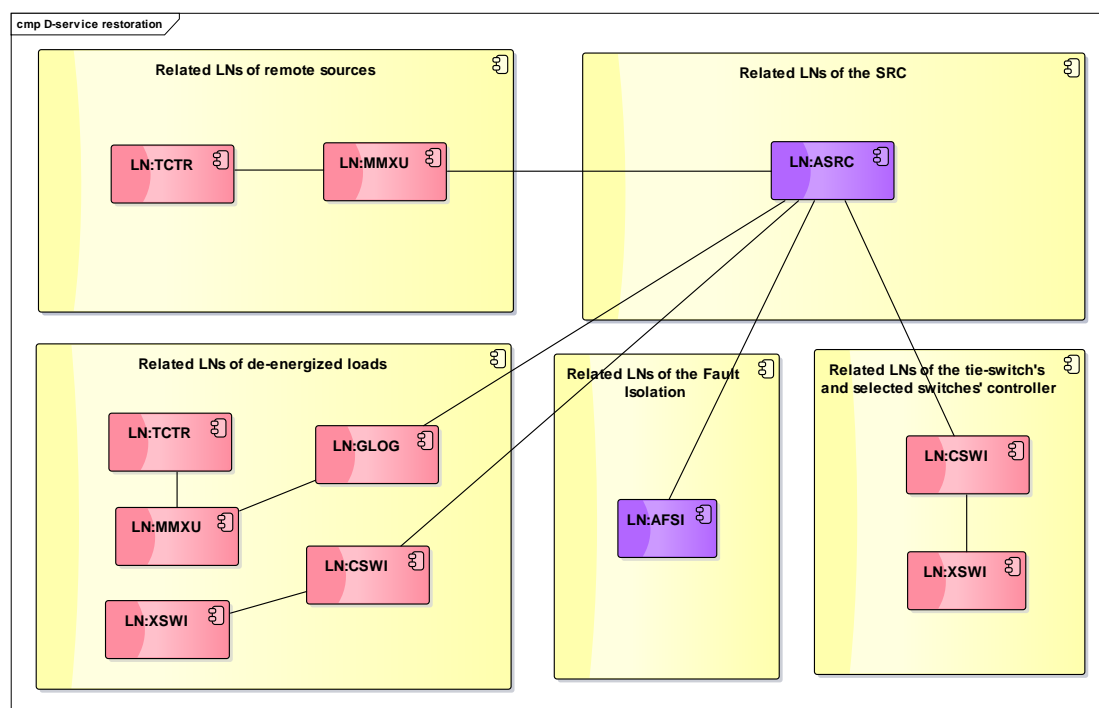 cmp D-service restoration
Related LNs of remote sources
LN:TCTR
LN:MMXU
Related LNs of the SRC
LN:ASRC
Related LNs of de-energized loads
LN:TCTR
LN:GLOG
LN:MMXU
LN:CSWI
LN:XSWI
Related LNs of the Fault
Isolation
LN:AFSI
Related LNs of the tie-switch's
and selected switches' controller
LN:CSWI
LN:XSWI